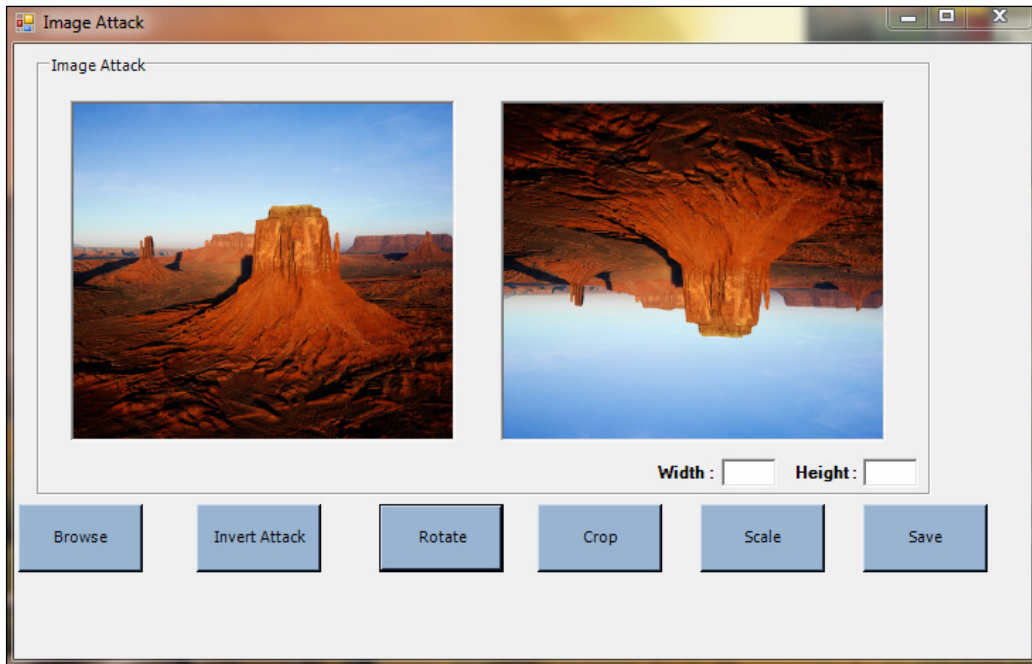 Image Attack
Image Attack
Width : Height :
Browse Invert Attack Rotate Crop Scale Save